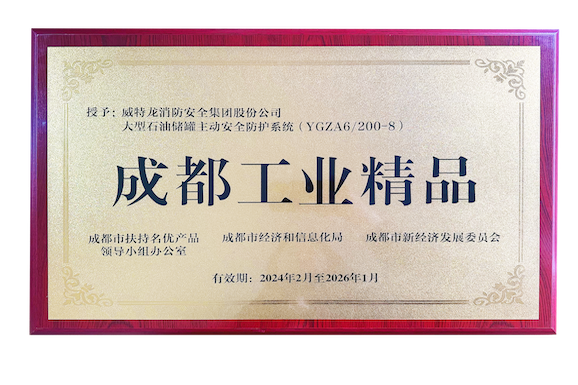 授予：威特龙消防安全集团股份公司
大型石油储罐主动安全防护系统（YGZA6/200-8）
成都工业精品
成都市扶持名优产品 成都市经济和信息化局 成都市新经济发展委员会
领导小组办公室
有效期：2024年2月至2026年1月